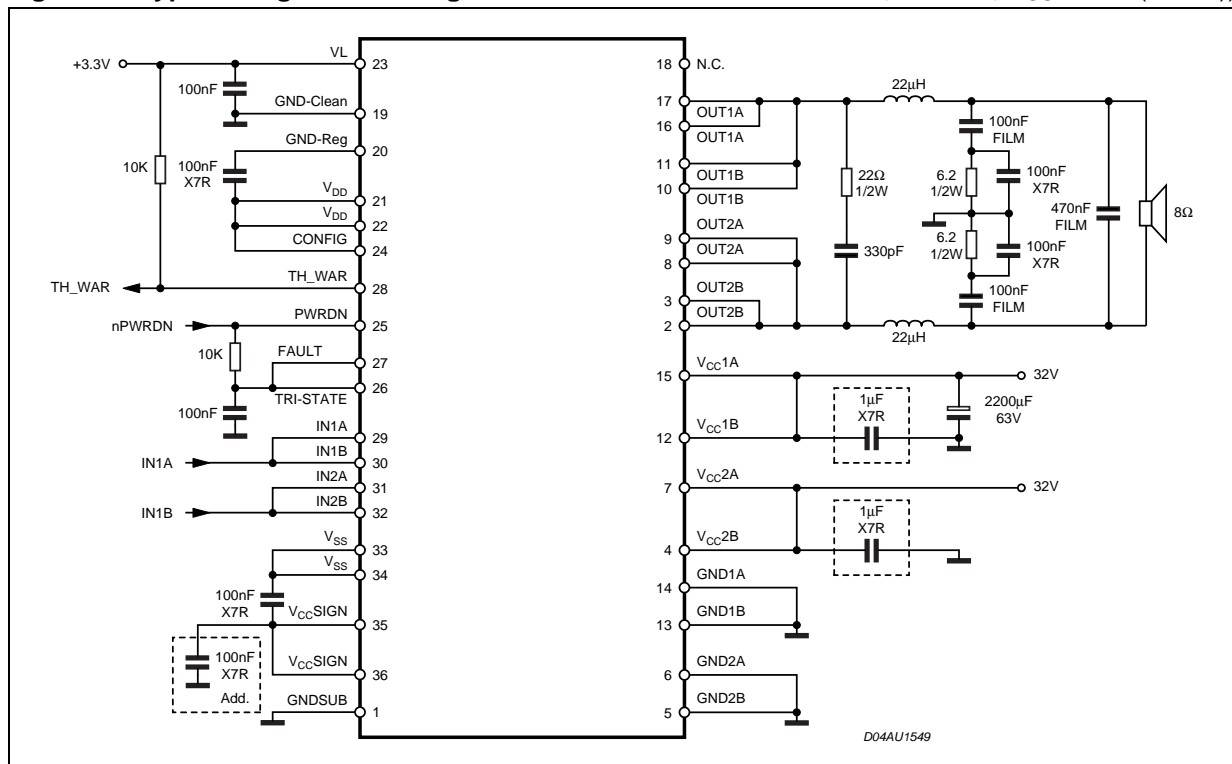 +3.3V
VL
23
100nF
GND-Clean
19
10K
GND-Reg
20
100nF
X7R
VDD
21
VDD
22
CONFIG
24
TH_WAR
TH_WAR
28
nPWRDN
PWRDN
25
10K
FAULT
27
26
TRI-STATE
100nF
IN1A
29
IN1A
IN1B
30
IN2A
31
IN1B
IN2B
32
VSS
33
VSS
34
100nF
X7R
VCCSIGN
35
100nF
X7R
Add.
VCCSIGN
36
GNDSUB
1
18 N.C.
17
OUT1A
16
OUT1A
11
OUT1B
10
OUT1B
OUT2A
9
OUT2A
8
OUT2B
3
OUT2B
2
22µH
22Ω
1/2W
330pF
22µH
100nF
FILM
6.2
1/2W
100nF
X7R
6.2
1/2W
100nF
X7R
100nF
FILM
470nF
FILM
8Ω
15
VCC1A
32V
1µF
X7R
2200µF
63V
12
VCC1B
7
VCC2A
32V
1µF
X7R
4
VCC2B
14
GND1A
13
GND1B
6
GND2A
5
GND2B
D04AU1549